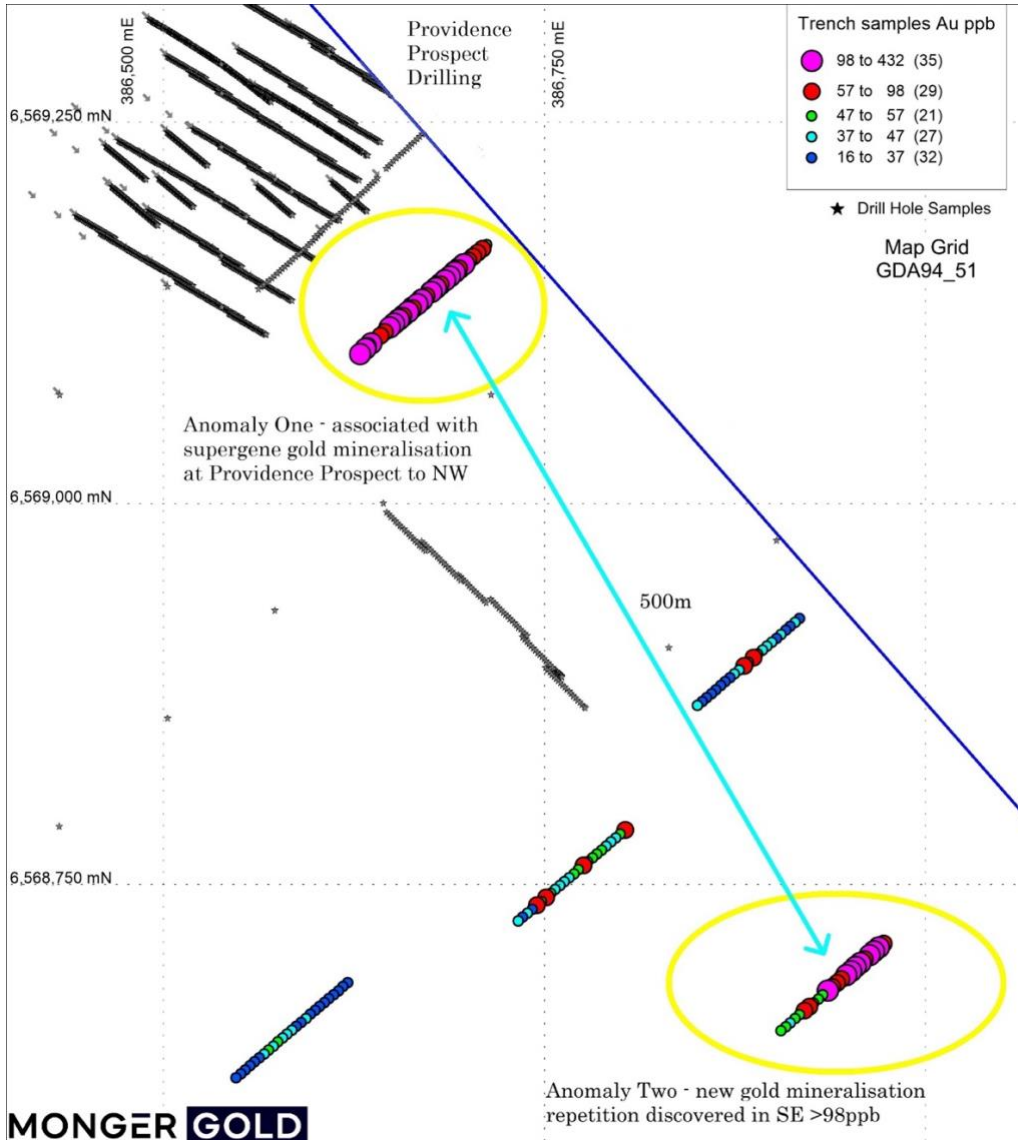 Providence
Prospect
Drilling
386,500 mE
386,750 mE
Trench samples Au ppb
98 to 432 (35)
57 to 98 (29)
47 to 57 (21)
37 to 47 (27)
16 to 37 (32)
Drill Hole Samples
Map Grid
GDA94_51
6,569,250 mN
Anomaly One - associated with
supergene gold mineralisation
at Providence Prospect to NW
6,569,000 mN
500m
6,568,750 mN
Anomaly Two - new gold mineralisation
repetition discovered in SE >98ppb
MONGER GOLD